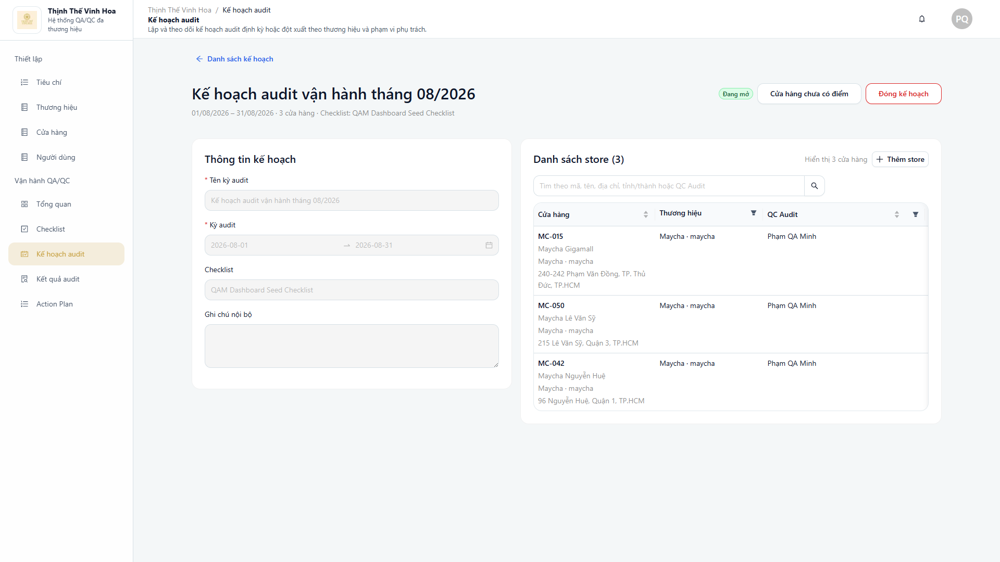 Thịnh Thế Vinh Hoa
Hệ thống QA/QC đa
thương hiệu
Thiết lập
Tiêu chí
Thương hiệu
Cửa hàng
Người dùng
Vận hành QA/QC
Tổng quan
Checklist
Kế hoạch audit
Kết quả audit
Action Plan
Thịnh Thế Vinh Hoa / Kế hoạch audit
Kế hoạch audit
Lập và theo dõi kế hoạch audit định kỳ hoặc đột xuất theo thương hiệu và phạm vi phụ trách.
PQ
Danh sách kế hoạch
Kế hoạch audit vận hành tháng 08/2026
01/08/2026 – 31/08/2026 · 3 cửa hàng · Checklist: QAM Dashboard Seed Checklist
Đang mở
Cửa hàng chưa có điểm
Đóng kế hoạch
Thông tin kế hoạch
* Tên kỳ audit
Kế hoạch audit vận hành tháng 08/2026
* Kỳ audit
2026-08-01
2026-08-31
Checklist
QAM Dashboard Seed Checklist
Ghi chú nội bộ
Danh sách store (3)
Hiển thị 3 cửa hàng
Thêm store
Tìm theo mã, tên, địa chỉ, tỉnh/thành hoặc QC Audit
Cửa hàng
Thương hiệu
QC Audit
MC-015
Maycha Gigamall
Maycha · maycha
240-242 Phạm Văn Đồng, TP. Thủ
Đức, TP.HCM
Maycha · maycha
Phạm QA Minh
MC-050
Maycha Lê Văn Sỹ
Maycha · maycha
215 Lê Văn Sỹ, Quận 3, TP.HCM
Maycha · maycha
Phạm QA Minh
MC-042
Maycha Nguyễn Huệ
Maycha · maycha
96 Nguyễn Huệ, Quận 1, TP.HCM
Maycha · maycha
Phạm QA Minh